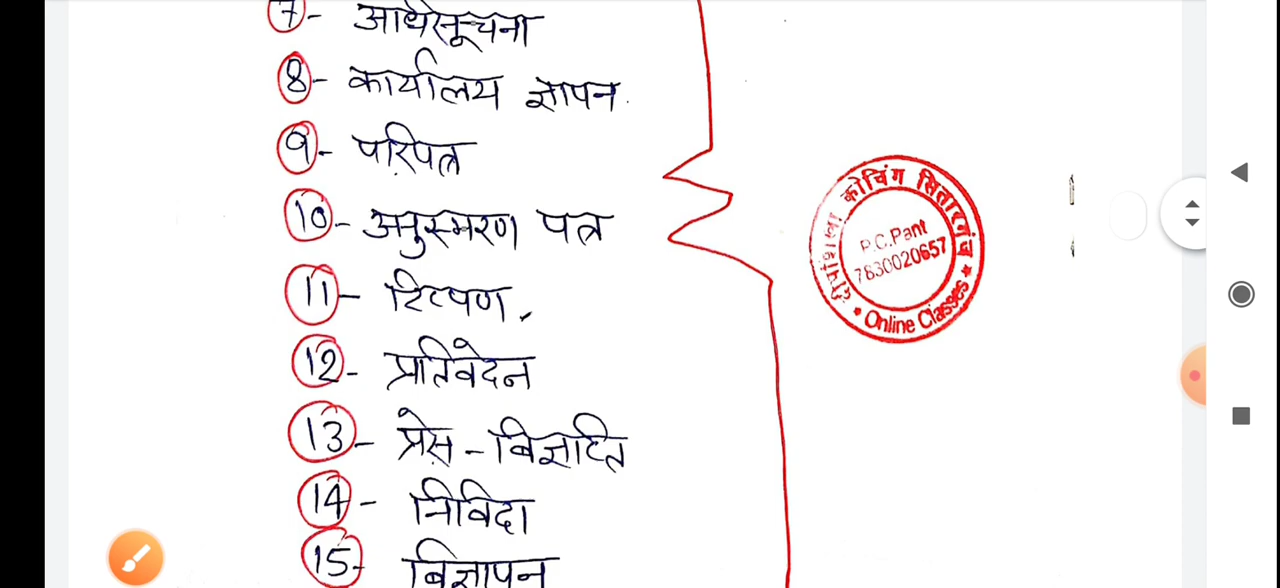 7- अधिसूचना
8- कार्यालय ज्ञापन
9- परिपत्र
10- अनुस्मरण पत्र
11- टिप्पण
12- प्रतिवेदन
13- प्रेस - विज्ञप्ति
14- निविदा
15- विज्ञापन
कोचिंग सितारगंज
P.C.Pant
7830020657
* Online Classes *